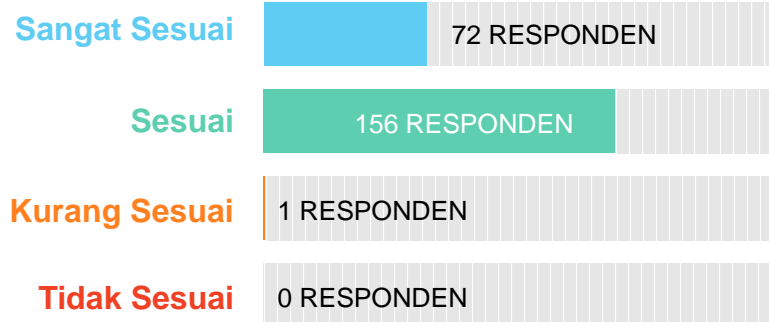 Sangat Sesuai 72 RESPONDEN
Sesuai 156 RESPONDEN
Kurang Sesuai 1 RESPONDEN
Tidak Sesuai 0 RESPONDEN